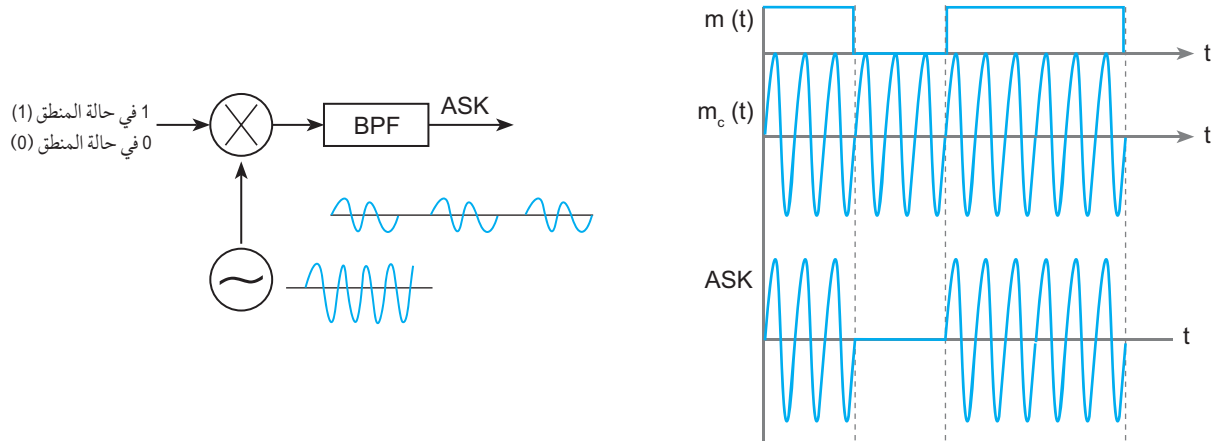 1 في حالة المنطق (1)
0 في حالة المنطق (0)
BPF
ASK
m (t)
t
m_c (t)
t
ASK
t